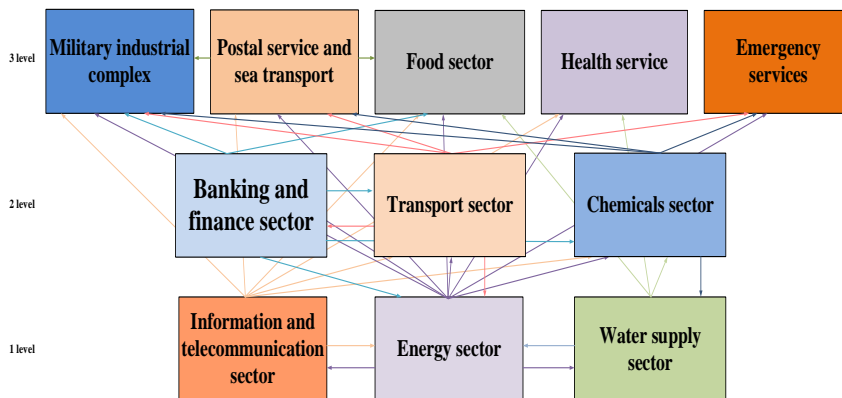 3 level
Military industrial
complex
Postal service and
sea transport
Food sector
Health service
Emergency
services
2 level
Banking and
finance sector
Transport sector
Chemicals sector
1 level
Information and
telecommunication
sector
Energy sector
Water supply
sector